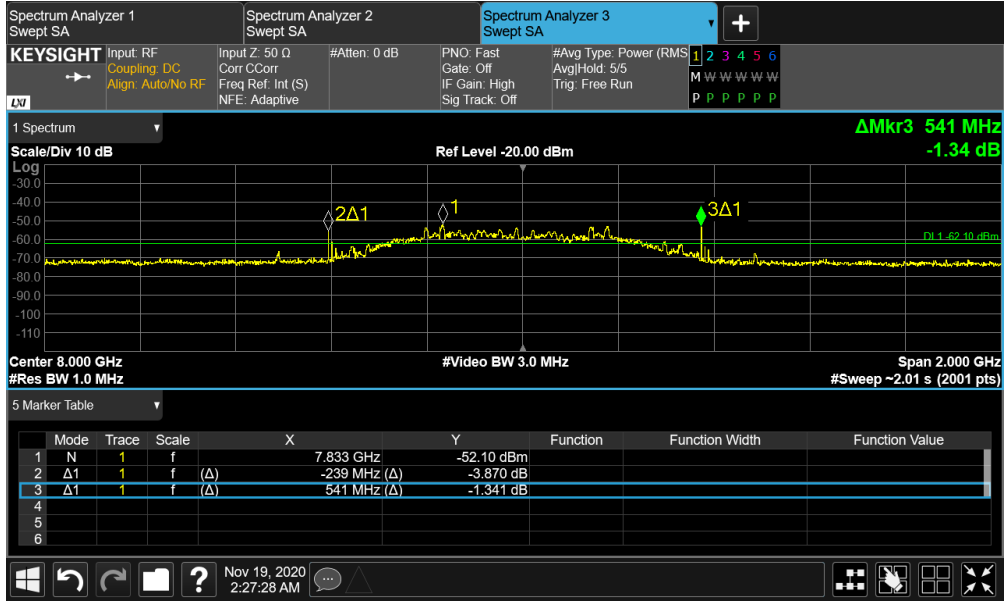 Spectrum Analyzer 1
Swept SA
Spectrum Analyzer 2
Swept SA
Spectrum Analyzer 3
Swept SA
KEYSIGHT
LXI
Input: RF
Coupling: DC
Align: Auto/No RF
Input Z: 50 Ω
Corr CCorr
Freq Ref: Int (S)
NFE: Adaptive
#Atten: 0 dB
PNO: Fast
Gate: Off
IF Gain: High
Sig Track: Off
#Avg Type: Power (RMS
Avg|Hold: 5/5
Trig: Free Run
1 2 3 4 5 6
M W W W W W
P P P P P P
1 Spectrum
ΔMkr3 541 MHz
-1.34 dB
Scale/Div 10 dB
Ref Level -20.00 dBm
Log
-30.0
-40.0
-50.0
-60.0
-70.0
-80.0
-90.0
-100
-110
2Δ1
1
3Δ1
DL1 -62.10 dBm
Center 8.000 GHz
#Video BW 3.0 MHz
Span 2.000 GHz
#Res BW 1.0 MHz
#Sweep ~2.01 s (2001 pts)
5 Marker Table
Mode Trace Scale X Y Function Function Width Function Value
1 N 1 f 7.833 GHz -52.10 dBm
2 Δ1 1 f (Δ) -239 MHz (Δ) -3.870 dB
3 Δ1 1 f (Δ) 541 MHz (Δ) -1.341 dB
4
5
6
?
Nov 19, 2020
2:27:28 AM